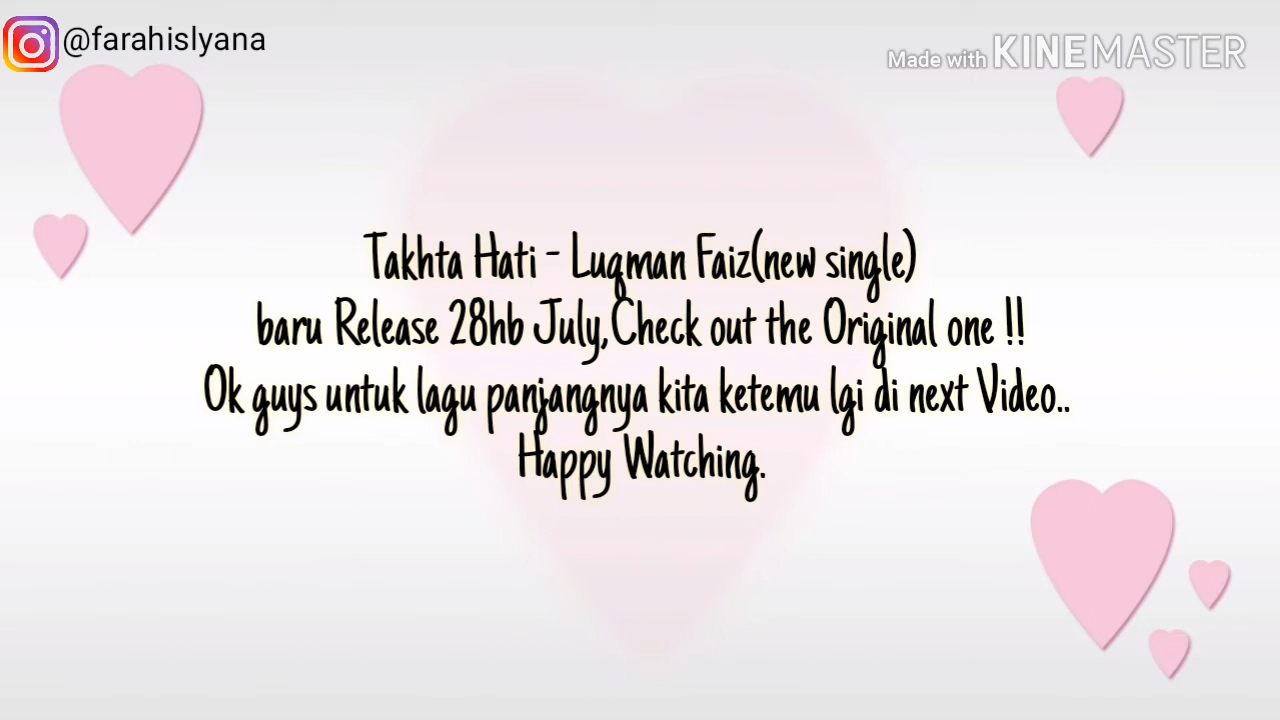 @farahislyana
Made with KINEMASTER
Takhta Hati - Luqman Faiz(new single)
baru Release 28hb July,Check out the Original one !!
Ok guys untuk lagu panjangnya kita ketemu lgi di next Video..
Happy Watching.